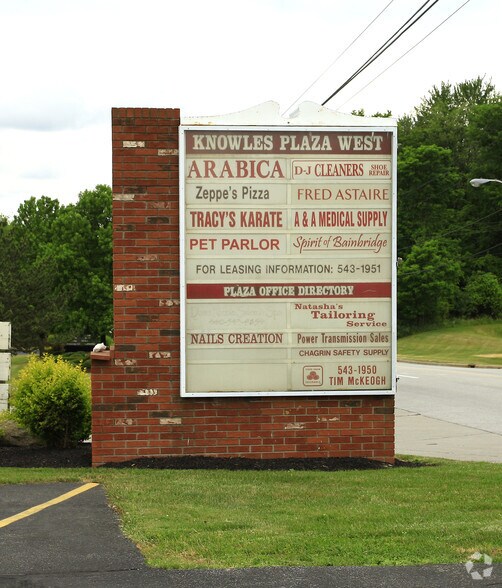 KNOWLES PLAZA WEST
ARABICA
D-J CLEANERS SHOE REPAIR
Zeppe's Pizza
FRED ASTAIRE
TRACY'S KARATE
A & A MEDICAL SUPPLY
PET PARLOR
Spirit of Bainbridge
FOR LEASING INFORMATION: 543-1951
PLAZA OFFICE DIRECTORY
NATASHA'S
TAILORING
SERVICE
NAILS CREATION
Power Transmission Sales
CHAGRIN SAFETY SUPPLY
543-1950
TIM McKEOGH